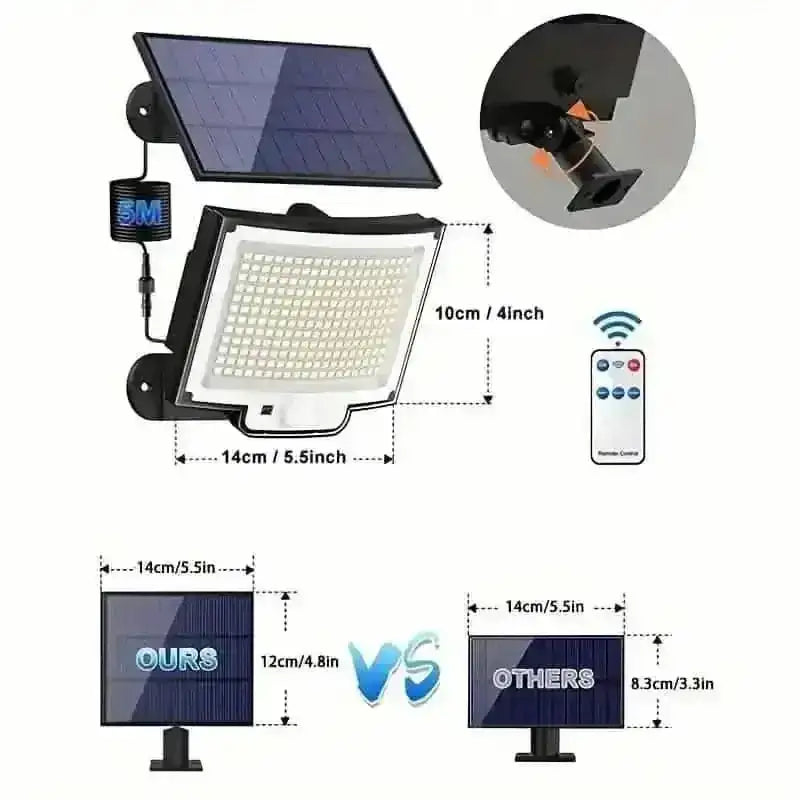 5M
10cm / 4inch
14cm / 5.5inch
Remote Control
14cm/5.5in
OURS
12cm/4.8in
VS
14cm/5.5in
OTHERS
8.3cm/3.3in